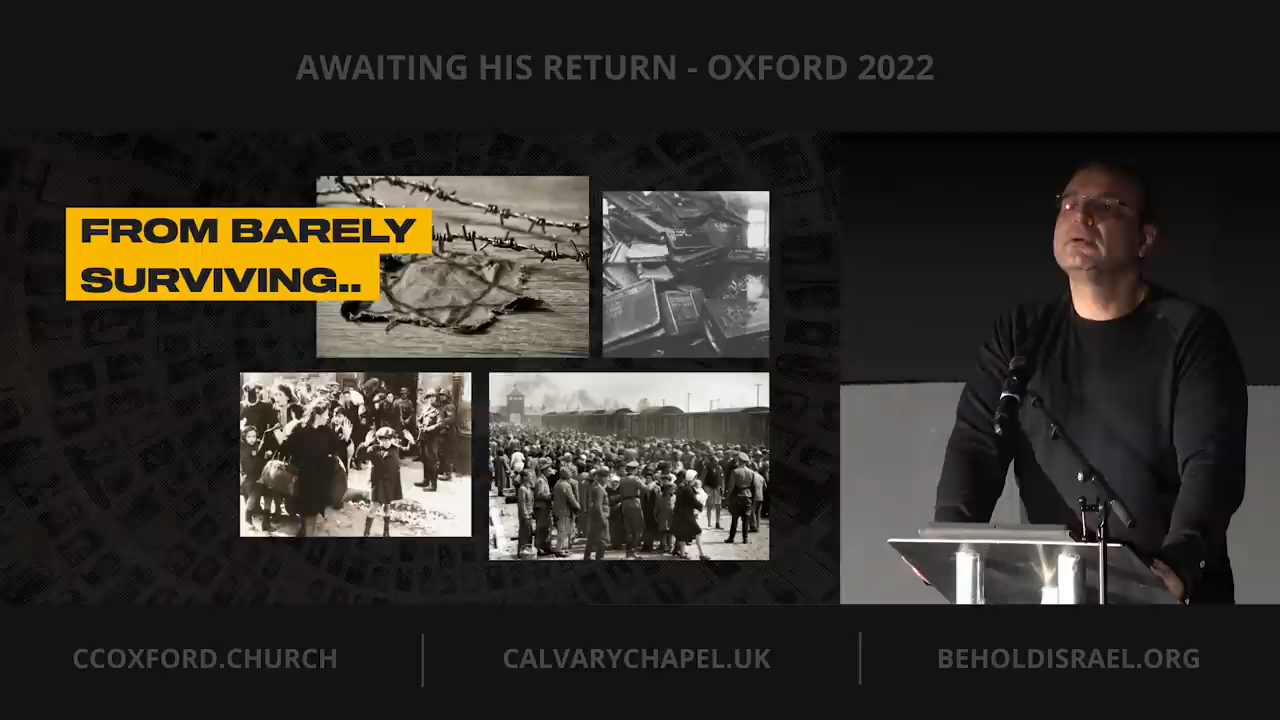 AWAITING HIS RETURN - OXFORD 2022
FROM BARELY
SURVIVING..
CCOXFORD.CHURCH
CALVARYCHAPEL.UK
BEHOLDISRAEL.ORG